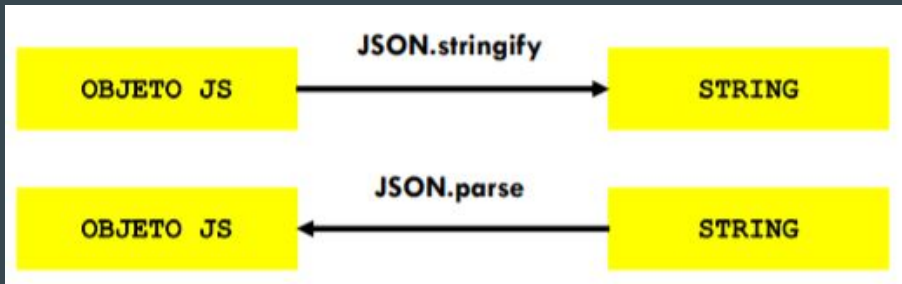 JSON.stringify
OBJETO JS
STRING
JSON.parse
OBJETO JS
STRING